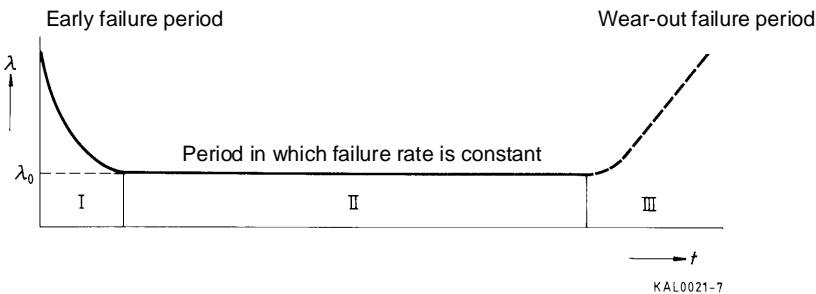 Early failure period
Wear-out failure period
λ
Period in which failure rate is constant
λ₀
I
II
III
t
KAL0021-7